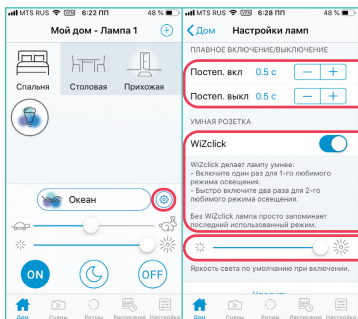 MTS RUS VPN 6:22 ПП 48 %
Мой дом - Лампа 1
Спальня Столовая Прихожая
Океан
ON OFF
Дом Сцены Ритмы Расписание Настройки
MTS RUS VPN 6:28 ПП 48 %
Дом Настройки ламп
ПЛАВНОЕ ВКЛЮЧЕНИЕ/ВЫКЛЮЧЕНИЕ
Постеп. вкл 0.5 с − +
Постеп. выкл 0.5 с − +
УМНАЯ РОЗЕТКА
WiZclick
WiZclick делает лампу умнее:
- Включите один раз для 1-го любимого
режима освещения.
- Быстро включите два раза для 2-го
любимого режима освещения.
Без WiZclick лампа просто запоминает
последний использованный режим.
Яркость света по умолчанию при включении.
Дом Сцены Ритмы Расписание Настройки